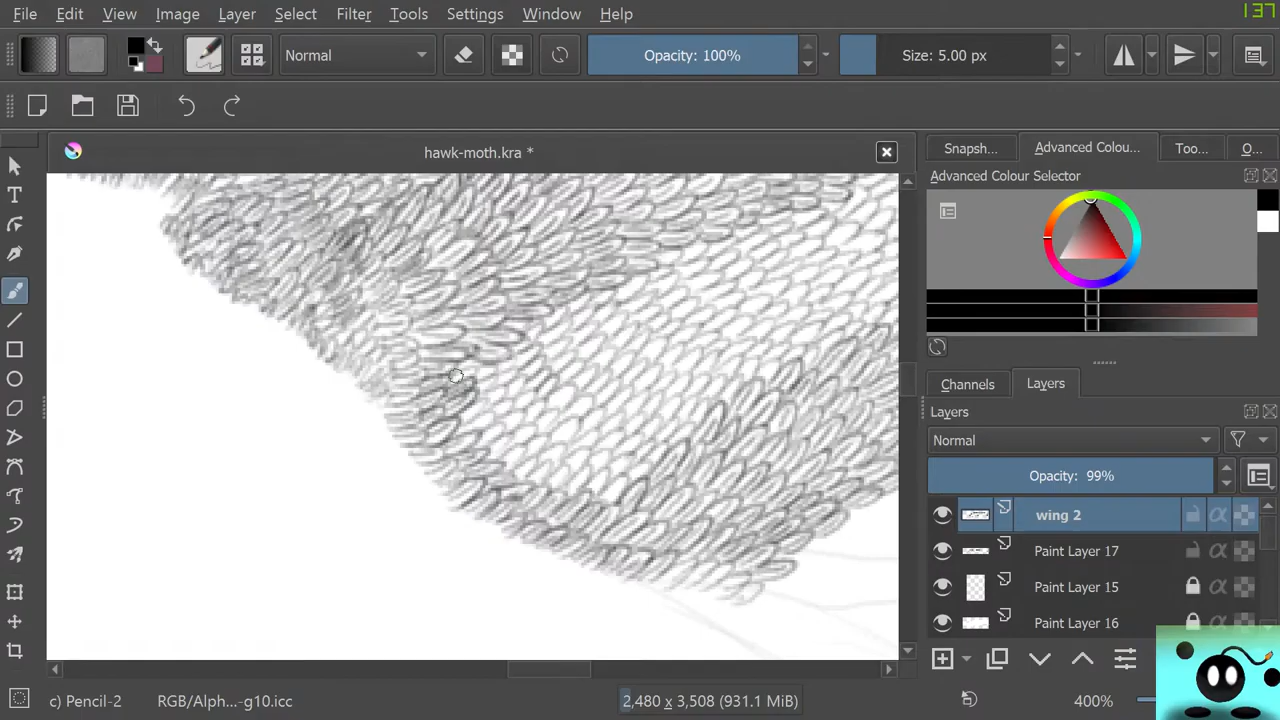 File Edit View Image Layer Select Filter Tools Settings Window Help
137
Normal
Opacity: 100%
Size: 5.00 px
hawk-moth.kra *
Snapsh...
Advanced Colou...
Too...
O...
Advanced Colour Selector
Channels
Layers
Layers
Normal
Opacity: 99%
wing 2
Paint Layer 17
Paint Layer 15
Paint Layer 16
c) Pencil-2
RGB/Alph...-g10.icc
2,480 x 3,508 (931.1 MiB)
400%